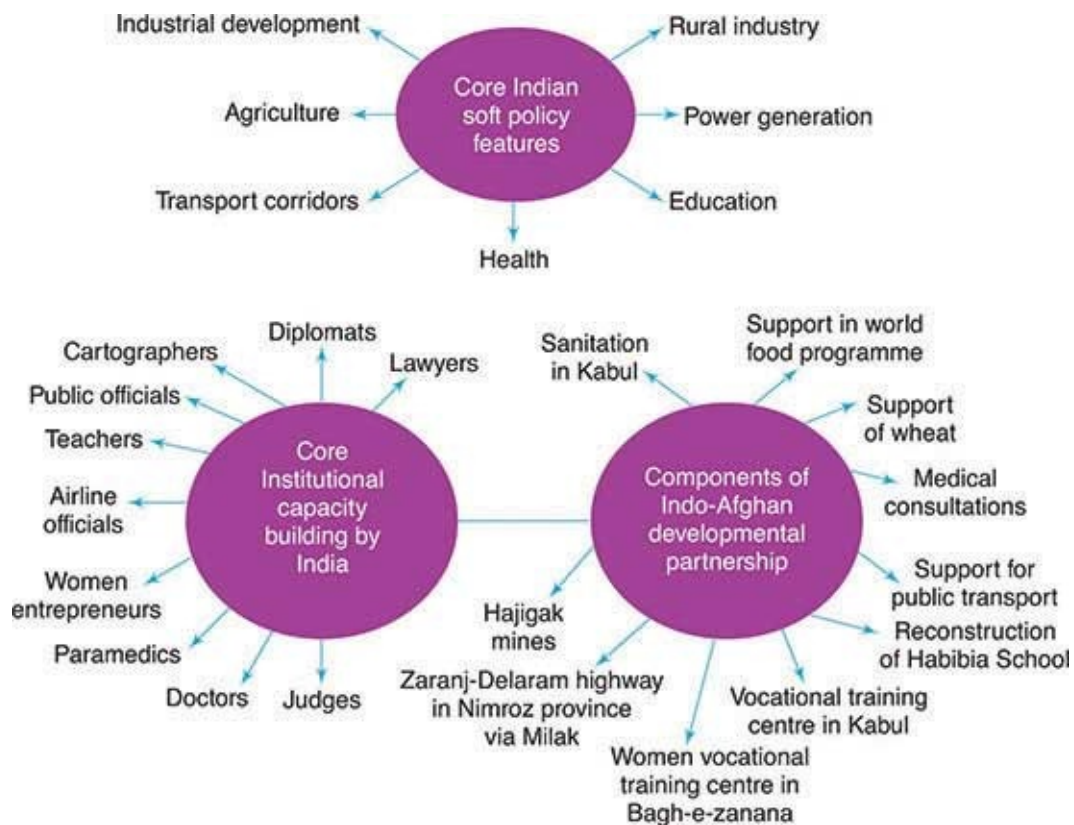 Industrial development
Rural industry
Core Indian
soft policy
features
Agriculture
Power generation
Transport corridors
Education
Health
Diplomats
Cartographers
Lawyers
Public officials
Teachers
Airline
officials
Women
entrepreneurs
Paramedics
Doctors
Judges
Core
Institutional
capacity
building by
India
Sanitation
in Kabul
Support in world
food programme
Support
of wheat
Medical
consultations
Components of
Indo-Afghan
developmental
partnership
Support for
public transport
Reconstruction
of Habibia School
Hajigak
mines
Zaranj-Delaram highway
in Nimroz province
via Milak
Vocational training
centre in Kabul
Women vocational
training centre in
Bagh-e-zanana